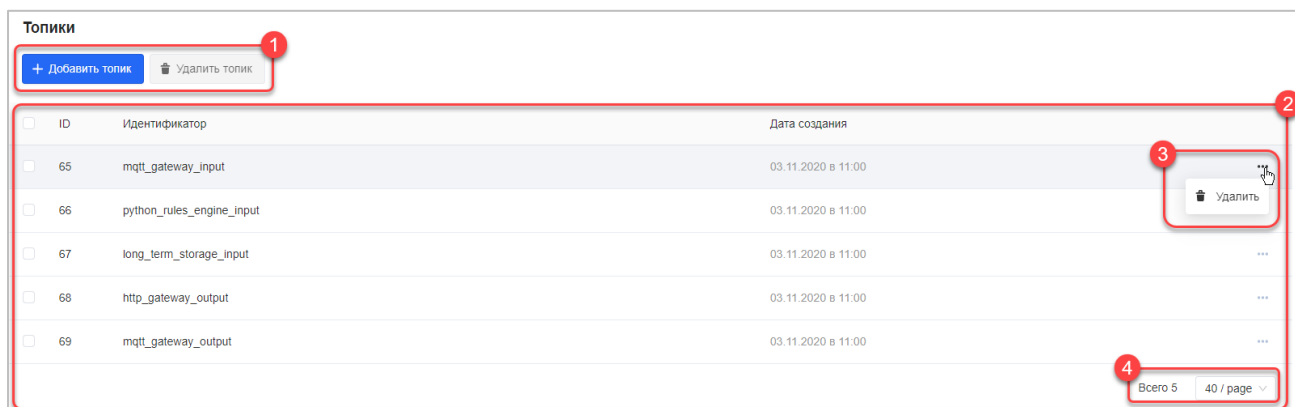 Топики
1
+ Добавить топик Удалить топик
2
ID Идентификатор Дата создания
3
65 mqtt_gateway_input 03.11.2020 в 11:00 •••
Удалить
66 python_rules_engine_input 03.11.2020 в 11:00
67 long_term_storage_input 03.11.2020 в 11:00 •••
68 http_gateway_output 03.11.2020 в 11:00 •••
69 mqtt_gateway_output 03.11.2020 в 11:00 •••
4
Всего 5 40 / page